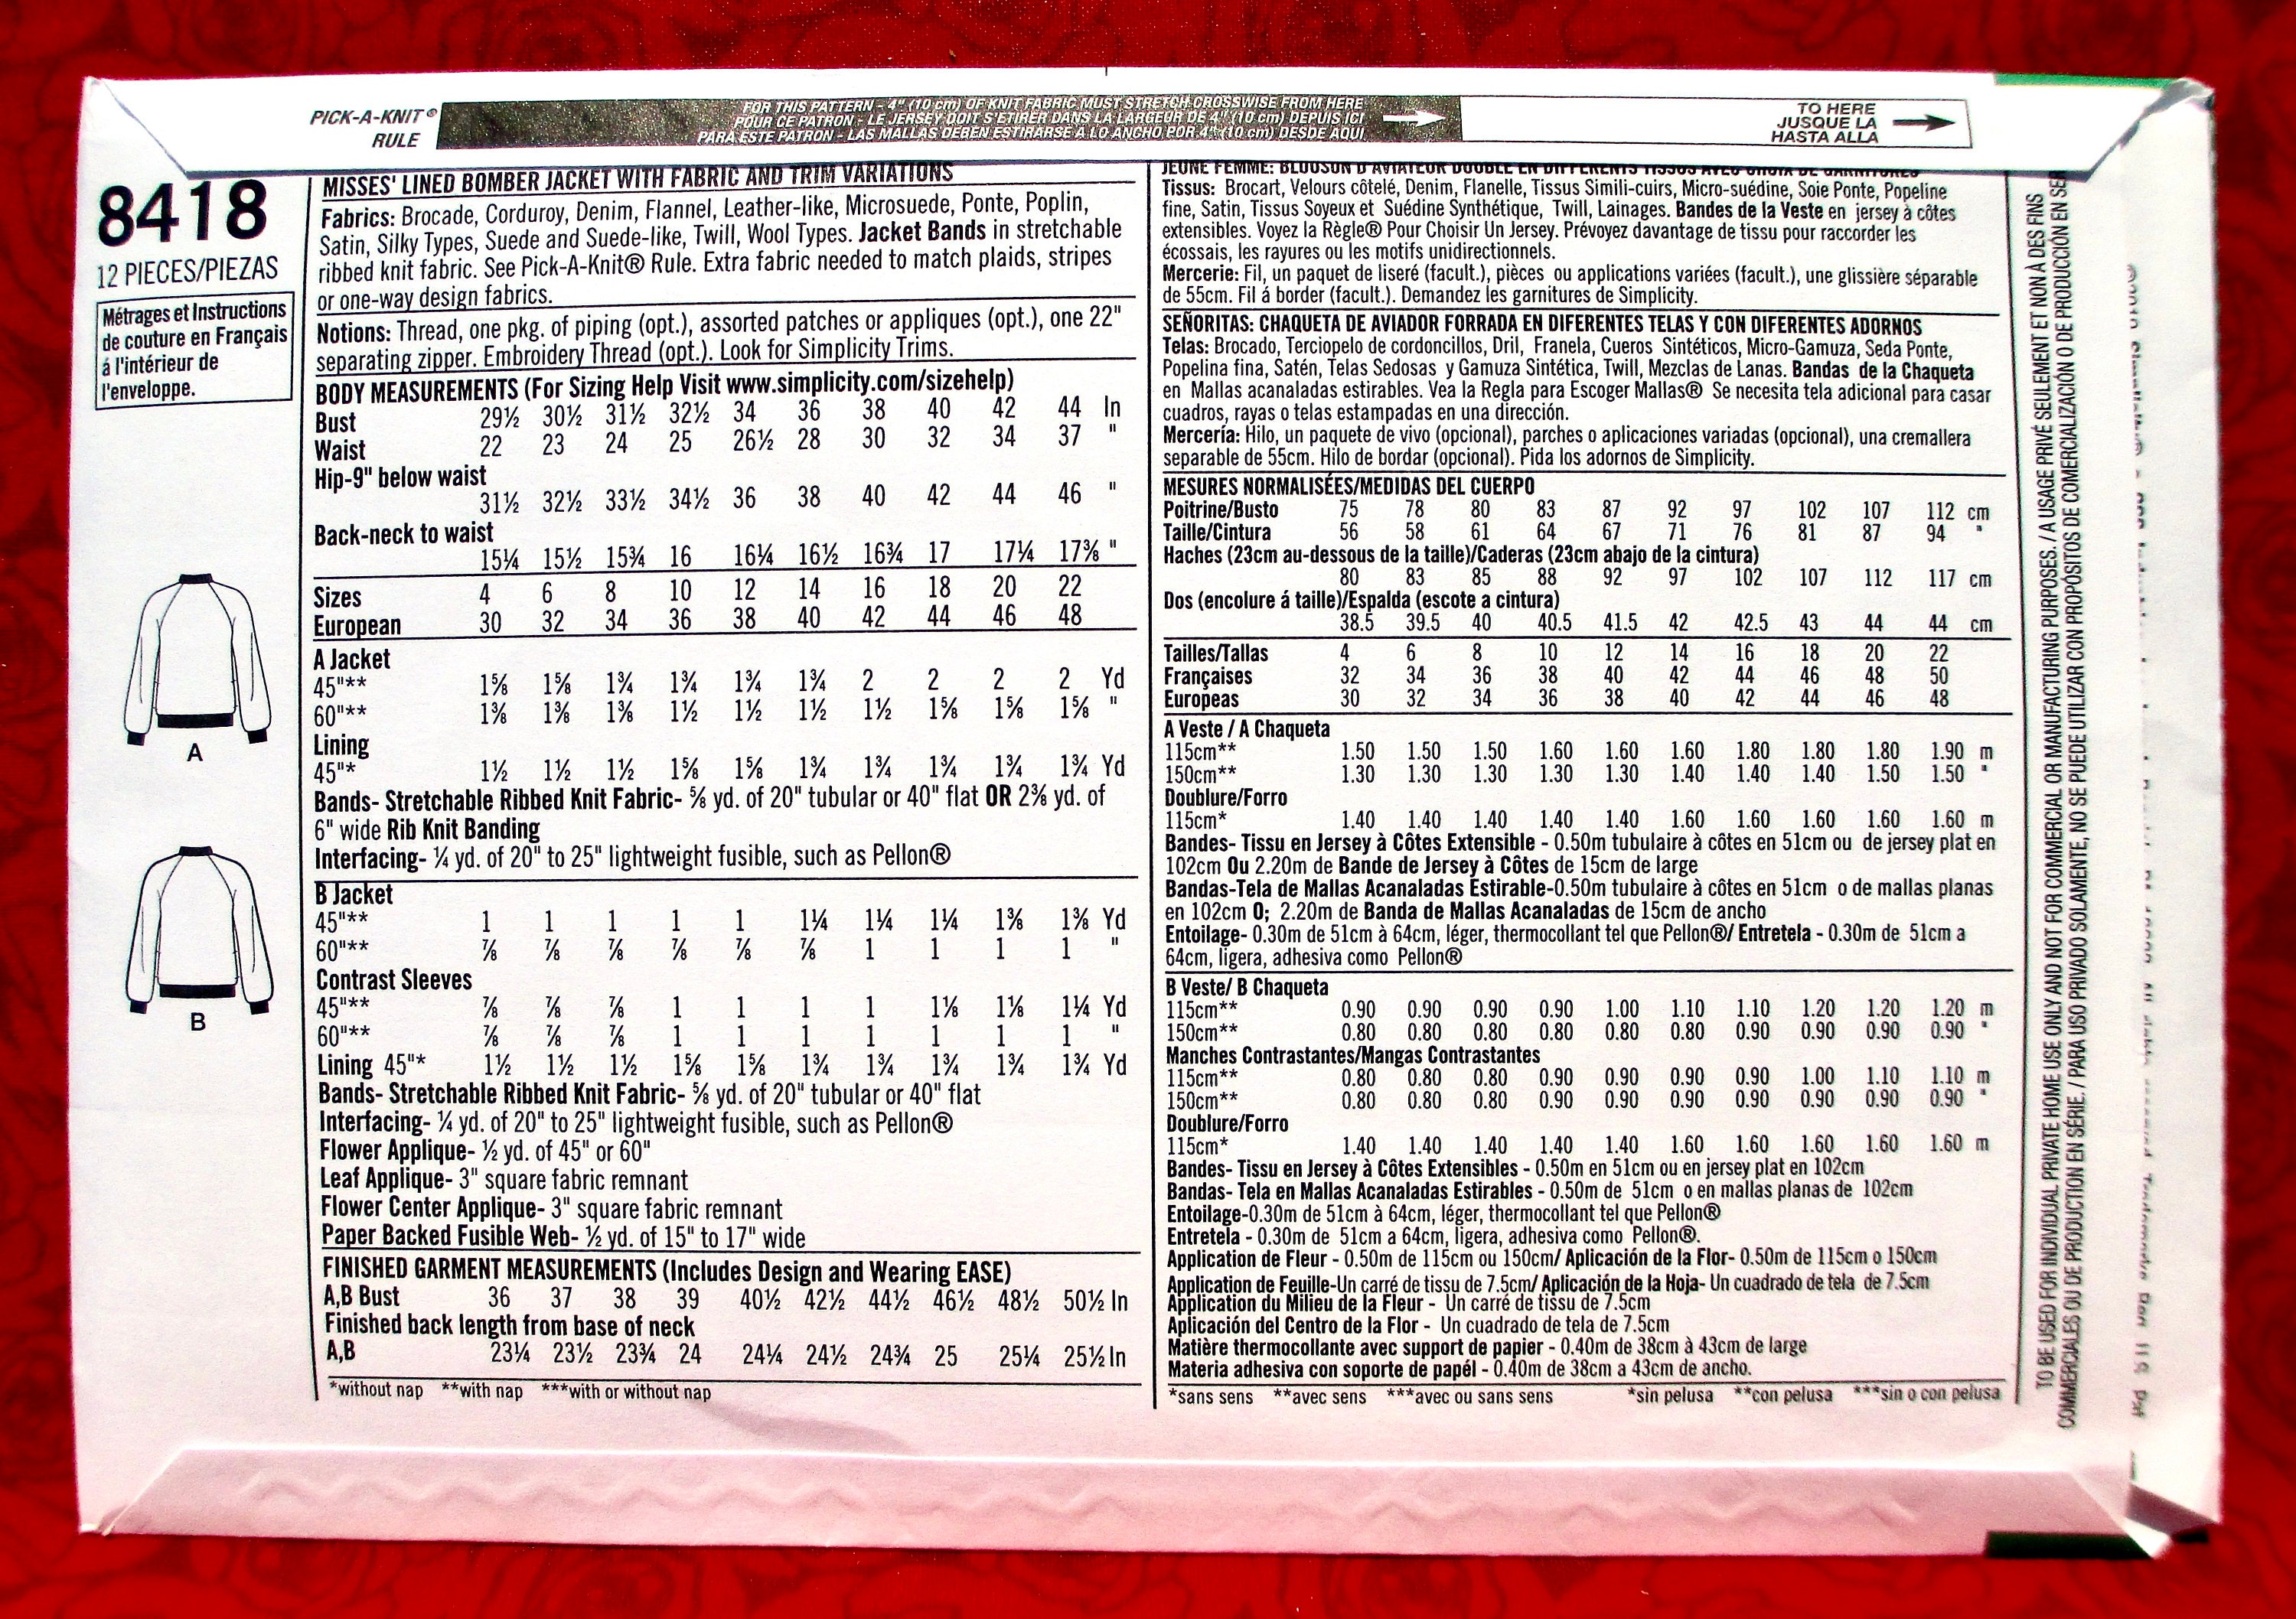 PICK-A-KNIT®
RULE
FOR THIS PATTERN - 4" (10 cm) OF KNIT FABRIC MUST STRETCH CROSSWISE FROM HERE
POUR CE PATRON - LE JERSEY DOIT S'ETIRER DANS LA LARGEUR DE 4" (10 cm) DEPUIS ICI
PARA ESTE PATRON - LAS MALLAS DEBEN ESTIRARSE A LO ANCHO POR 4" (10 cm) DESDE AQUI
TO HERE
JUSQUE LA
HASTA ALLA
8418
12 PIECES/PIEZAS
Métrages et Instructions
de couture en Français
á l'intérieur de
l'enveloppe.
A
B
MISSES' LINED BOMBER JACKET WITH FABRIC AND TRIM VARIATIONS
Fabrics: Brocade, Corduroy, Denim, Flannel, Leather-like, Microsuede, Ponte, Poplin,
Satin, Silky Types, Suede and Suede-like, Twill, Wool Types. Jacket Bands in stretchable
ribbed knit fabric. See Pick-A-Knit® Rule. Extra fabric needed to match plaids, stripes
or one-way design fabrics.
Notions: Thread, one pkg. of piping (opt.), assorted patches or appliques (opt.), one 22"
separating zipper. Embroidery Thread (opt.). Look for Simplicity Trims.
BODY MEASUREMENTS (For Sizing Help Visit www.simplicity.com/sizehelp)
Bust 29½ 30½ 31½ 32½ 34 36 38 40 42 44 In
Waist 22 23 24 25 26½ 28 30 32 34 37 "
Hip-9" below waist
31½ 32½ 33½ 34½ 36 38 40 42 44 46 "
Back-neck to waist
15¼ 15½ 15¾ 16 16¼ 16½ 16¾ 17 17¼ 17⅜ "
Sizes 4 6 8 10 12 14 16 18 20 22
European 30 32 34 36 38 40 42 44 46 48
A Jacket
45"** 1⅝ 1⅝ 1¾ 1¾ 1¾ 1¾ 2 2 2 2 Yd
60"** 1⅜ 1⅜ 1⅜ 1½ 1½ 1½ 1½ 1⅝ 1⅝ 1⅝ "
Lining
45"* 1½ 1½ 1½ 1⅝ 1⅝ 1¾ 1¾ 1¾ 1¾ 1¾ Yd
Bands- Stretchable Ribbed Knit Fabric- ⅝ yd. of 20" tubular or 40" flat OR 2⅜ yd. of
6" wide Rib Knit Banding
Interfacing- ¼ yd. of 20" to 25" lightweight fusible, such as Pellon®
B Jacket
45"** 1 1 1 1 1 1¼ 1¼ 1¼ 1⅜ 1⅜ Yd
60"** ⅞ ⅞ ⅞ ⅞ ⅞ ⅞ 1 1 1 1 "
Contrast Sleeves
45"** ⅞ ⅞ ⅞ 1 1 1 1 1⅛ 1⅛ 1¼ Yd
60"** ⅞ ⅞ ⅞ 1 1 1 1 1 1 1 "
Lining 45"* 1½ 1½ 1½ 1⅝ 1⅝ 1¾ 1¾ 1¾ 1¾ 1¾ Yd
Bands- Stretchable Ribbed Knit Fabric- ⅝ yd. of 20" tubular or 40" flat
Interfacing- ¼ yd. of 20" to 25" lightweight fusible, such as Pellon®
Flower Applique- ½ yd. of 45" or 60"
Leaf Applique- 3" square fabric remnant
Flower Center Applique- 3" square fabric remnant
Paper Backed Fusible Web- ½ yd. of 15" to 17" wide
FINISHED GARMENT MEASUREMENTS (Includes Design and Wearing EASE)
A,B Bust 36 37 38 39 40½ 42½ 44½ 46½ 48½ 50½ In
Finished back length from base of neck
A,B 23¼ 23½ 23¾ 24 24¼ 24½ 24¾ 25 25¼ 25½ In
*without nap **with nap ***with or without nap
JEUNE FEMME: BLOUSON D'AVIATEUR DOUBLÉ EN DIFFÉRENTS TISSUS AVEC CHOIX DE GARNITURES
Tissus: Brocart, Velours côtelé, Denim, Flanelle, Tissus Simili-cuirs, Micro-suédine, Soie Ponte, Popeline
fine, Satin, Tissus Soyeux et Suédine Synthétique, Twill, Lainages. Bandes de la Veste en jersey à côtes
extensibles. Voyez la Règle® Pour Choisir Un Jersey. Prévoyez davantage de tissu pour raccorder les
écossais, les rayures ou les motifs unidirectionnels.
Mercerie: Fil, un paquet de liseré (facult.), pièces ou applications variées (facult.), une glissière séparable
de 55cm. Fil á border (facult.). Demandez les garnitures de Simplicity.
SEÑORITAS: CHAQUETA DE AVIADOR FORRADA EN DIFERENTES TELAS Y CON DIFERENTES ADORNOS
Telas: Brocado, Terciopelo de cordoncillos, Dril, Franela, Cueros Sintéticos, Micro-Gamuza, Seda Ponte,
Popelina fina, Satén, Telas Sedosas y Gamuza Sintética, Twill, Mezclas de Lanas. Bandas de la Chaqueta
en Mallas acanaladas estirables. Vea la Regla para Escoger Mallas® Se necesita tela adicional para casar
cuadros, rayas o telas estampadas en una dirección.
Mercería: Hilo, un paquete de vivo (opcional), parches o aplicaciones variadas (opcional), una cremallera
separable de 55cm. Hilo de bordar (opcional). Pida los adornos de Simplicity.
MESURES NORMALISÉES/MEDIDAS DEL CUERPO
Poitrine/Busto 75 78 80 83 87 92 97 102 107 112 cm
Taille/Cintura 56 58 61 64 67 71 76 81 87 94 "
Haches (23cm au-dessous de la taille)/Caderas (23cm abajo de la cintura)
80 83 85 88 92 97 102 107 112 117 cm
Dos (encolure á taille)/Espalda (escote a cintura)
38.5 39.5 40 40.5 41.5 42 42.5 43 44 44 cm
Tailles/Tallas 4 6 8 10 12 14 16 18 20 22
Françaises 32 34 36 38 40 42 44 46 48 50
Europeas 30 32 34 36 38 40 42 44 46 48
A Veste / A Chaqueta
115cm** 1.50 1.50 1.50 1.60 1.60 1.60 1.80 1.80 1.80 1.90 m
150cm** 1.30 1.30 1.30 1.30 1.30 1.40 1.40 1.40 1.50 1.50 "
Doublure/Forro
115cm* 1.40 1.40 1.40 1.40 1.40 1.60 1.60 1.60 1.60 1.60 m
Bandes- Tissu en Jersey à Côtes Extensible - 0.50m tubulaire à côtes en 51cm ou de jersey plat en
102cm Ou 2.20m de Bande de Jersey à Côtes de 15cm de large
Bandas-Tela de Mallas Acanaladas Estirable-0.50m tubulaire à côtes en 51cm o de mallas planas
en 102cm O; 2.20m de Banda de Mallas Acanaladas de 15cm de ancho
Entoilage- 0.30m de 51cm à 64cm, léger, thermocollant tel que Pellon®/ Entretela - 0.30m de 51cm a
64cm, ligera, adhesiva como Pellon®
B Veste/ B Chaqueta
115cm** 0.90 0.90 0.90 0.90 1.00 1.10 1.10 1.20 1.20 1.20 m
150cm** 0.80 0.80 0.80 0.80 0.80 0.80 0.90 0.90 0.90 0.90 "
Manches Contrastantes/Mangas Contrastantes
115cm** 0.80 0.80 0.80 0.90 0.90 0.90 0.90 1.00 1.10 1.10 m
150cm** 0.80 0.80 0.80 0.90 0.90 0.90 0.90 0.90 0.90 0.90 "
Doublure/Forro
115cm* 1.40 1.40 1.40 1.40 1.40 1.60 1.60 1.60 1.60 1.60 m
Bandes- Tissu en Jersey à Côtes Extensibles - 0.50m en 51cm ou en jersey plat en 102cm
Bandas- Tela en Mallas Acanaladas Estirables - 0.50m de 51cm o en mallas planas de 102cm
Entoilage-0.30m de 51cm à 64cm, léger, thermocollant tel que Pellon®
Entretela - 0.30m de 51cm a 64cm, ligera, adhesiva como Pellon®.
Application de Fleur - 0.50m de 115cm ou 150cm/ Aplicación de la Flor- 0.50m de 115cm o 150cm
Application de Feuille-Un carré de tissu de 7.5cm/ Aplicación de la Hoja- Un cuadrado de tela de 7.5cm
Application du Milieu de la Fleur - Un carré de tissu de 7.5cm
Aplicación del Centro de la Flor - Un cuadrado de tela de 7.5cm
Matière thermocollante avec support de papier - 0.40m de 38cm à 43cm de large
Materia adhesiva con soporte de papél - 0.40m de 38cm a 43cm de ancho.
*sans sens **avec sens ***avec ou sans sens *sin pelusa **con pelusa ***sin o con pelusa
TO BE USED FOR INDIVIDUAL PRIVATE HOME USE ONLY AND NOT FOR COMMERCIAL OR MANUFACTURING PURPOSES. / A USAGE PRIVÉ SEULEMENT ET NON À DES FINS
COMMERCIALES OU DE PRODUCTION EN SÉRIE. / PARA USO PRIVADO SOLAMENTE, NO SE PUEDE UTILIZAR CON PROPÓSITOS DE COMERCIALIZACIÓN O DE PRODUCCIÓN EN SER